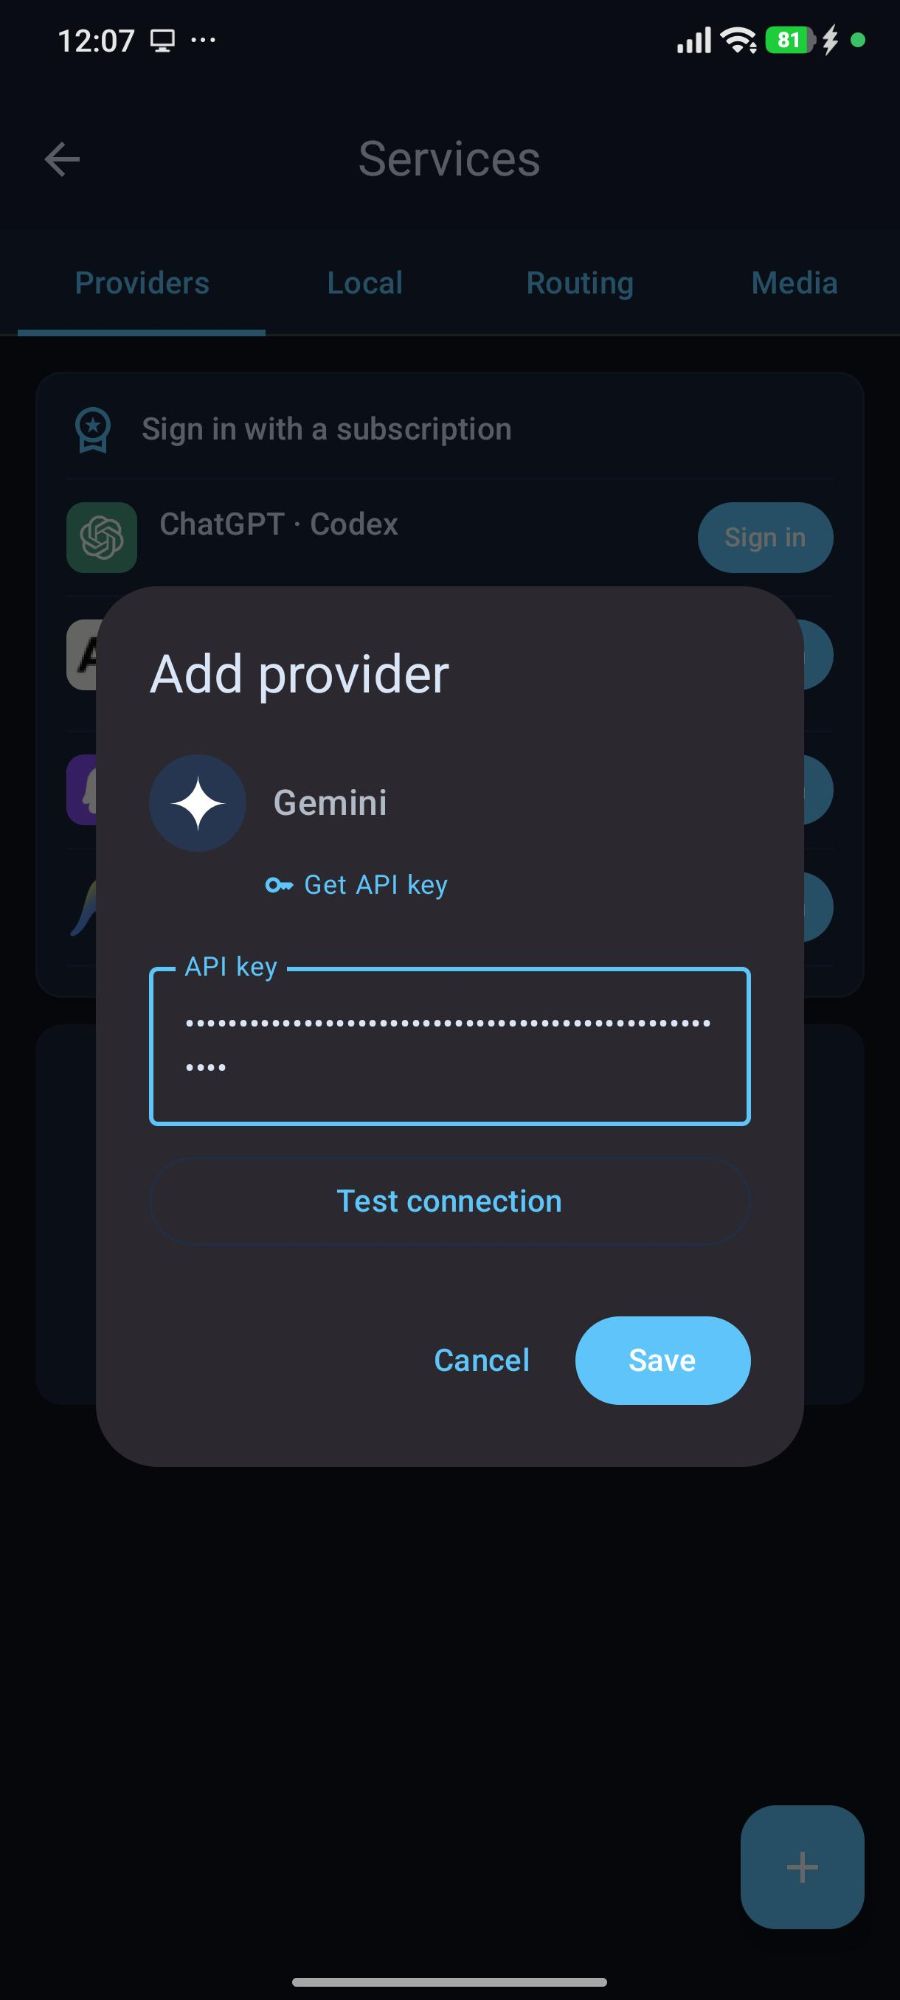 12:07
81
Services
Providers
Local
Routing
Media
Sign in with a subscription
ChatGPT · Codex
Sign in
Add provider
Gemini
Get API key
API key
••••••••••••••••••••••••••••••••••••••••••••••••••
••••
Test connection
Cancel
Save